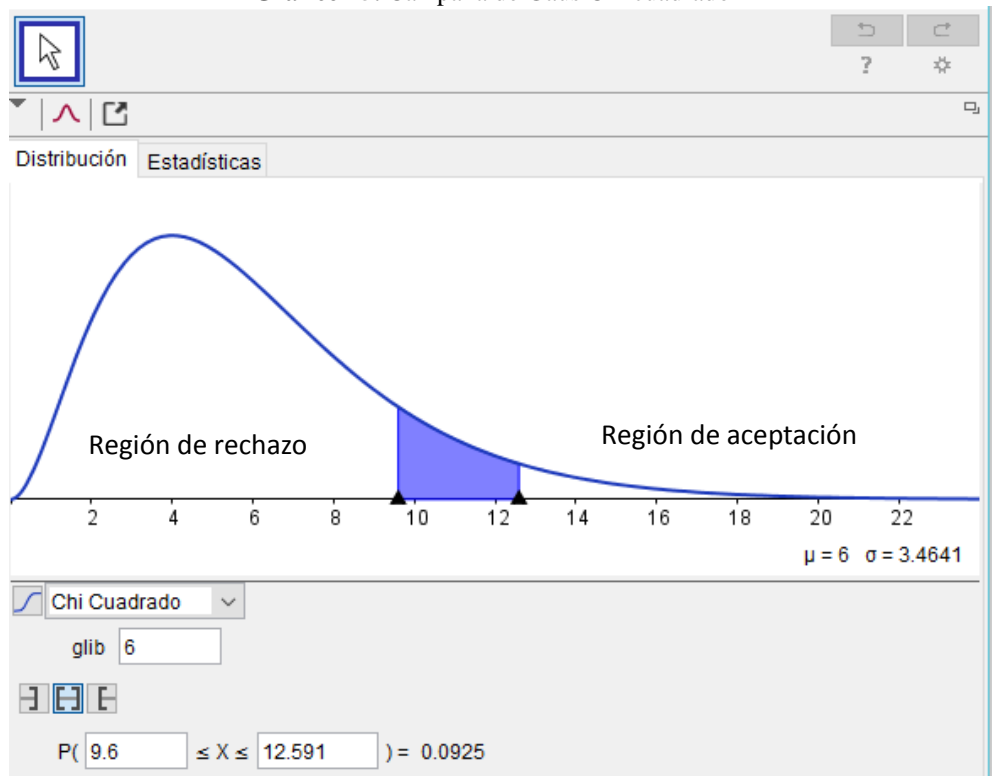 ?
Distribución Estadísticas
Región de rechazo
Región de aceptación
2 4 6 8 10 12 14 16 18 20 22
μ = 6 σ = 3.4641
Chi Cuadrado
glib 6
P( 9.6 ≤ X ≤ 12.591 ) = 0.0925